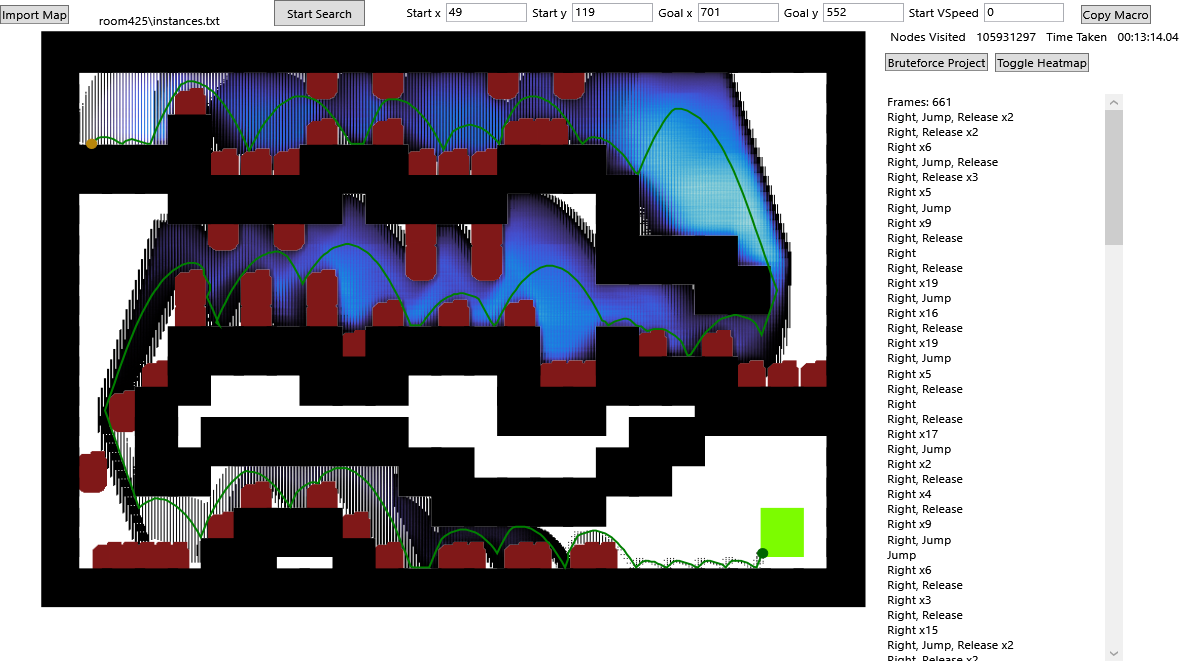 Import Map
room425\instances.txt
Start Search
Start x 49 Start y 119 Goal x 701 Goal y 552 Start VSpeed 0
Copy Macro
Nodes Visited 105931297 Time Taken 00:13:14.04
Bruteforce Project Toggle Heatmap
Frames: 661
Right, Jump, Release x2
Right, Release x2
Right x6
Right, Jump, Release
Right, Release x3
Right x5
Right, Jump
Right x9
Right, Release
Right
Right, Release
Right x19
Right, Jump
Right x16
Right, Release
Right x19
Right, Jump
Right x5
Right, Release
Right
Right, Release
Right x17
Right, Jump
Right x2
Right, Release
Right x4
Right, Release
Right x9
Right, Jump
Jump
Right x6
Right, Release
Right x3
Right, Release
Right x15
Right, Jump, Release x2
Right, Release x2